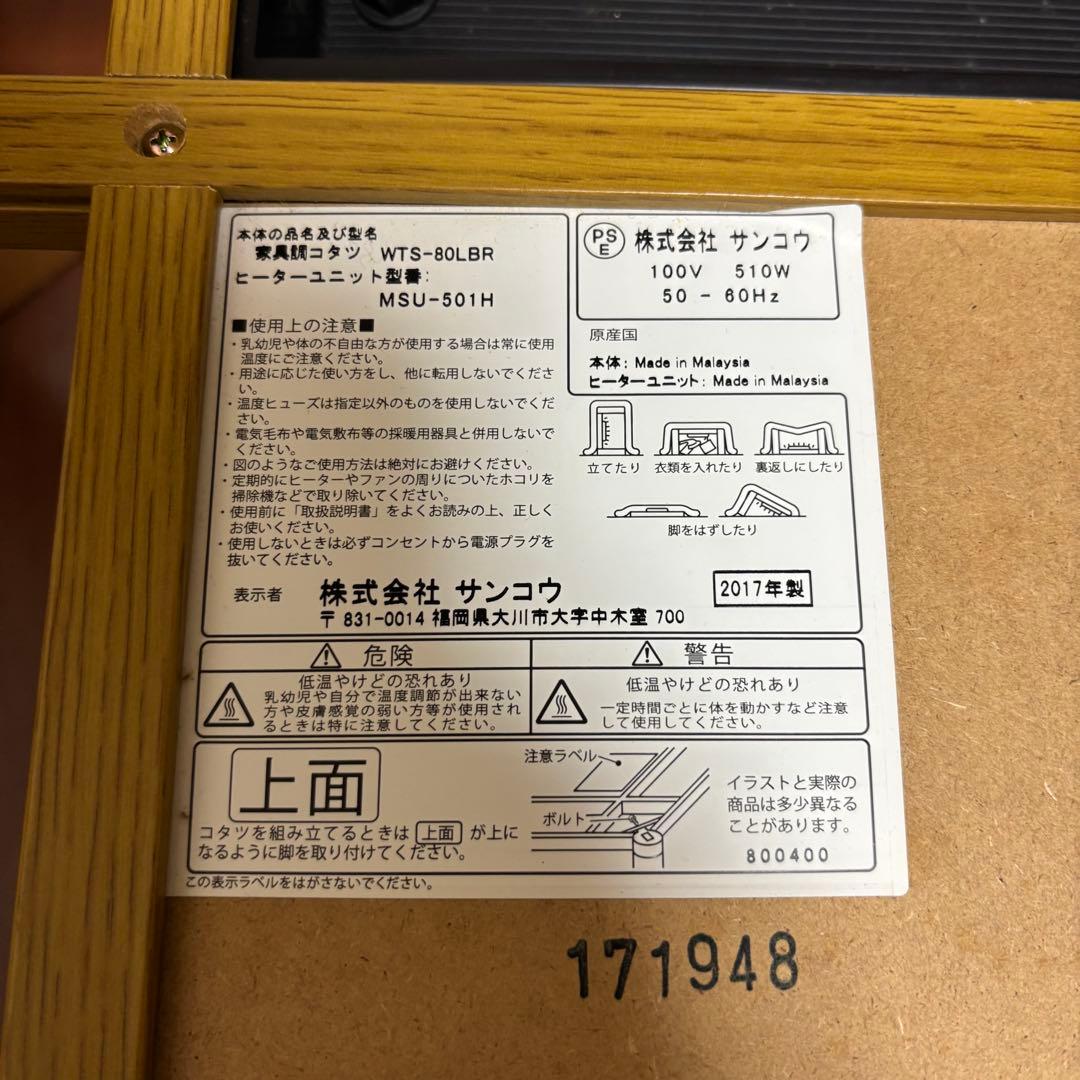 本体の品名及び型名
家具調コタツ WTS-80LBR
ヒーターユニット型番:
MSU-501H
■使用上の注意■
・乳幼児や体の不自由な方が使用する場合は常に使用
温度にご注意ください。
・用途に応じた使い方をし、他に転用しないでくださ
い。
・温度ヒューズは指定以外のものを使用しないでくだ
さい。
・電気毛布や電気敷布等の採暖用器具と併用しないで
ください。
・図のようなご使用方法は絶対にお避けください。
・定期的にヒーターやファンの周りについたホコリを
掃除機などで取り除いてください。
・使用前に「取扱説明書」をよくお読みの上、正しく
お使いください。
・使用しないときは必ずコンセントから電源プラグを
抜いてください。
PSE 株式会社 サンコウ
100V 510W
50 - 60Hz
原産国
本体: Made in Malaysia
ヒーターユニット: Made in Malaysia
立てたり 衣類を入れたり 裏返しにしたり
脚をはずしたり
表示者 株式会社 サンコウ
2017年製
〒831-0014 福岡県大川市大字中木室 700
危険
低温やけどの恐れあり
乳幼児や自分で温度調節が出来ない
方や皮膚感覚の弱い方等が使用され
るときは特に注意してください。
警告
低温やけどの恐れあり
一定時間ごとに体を動かすなど注意
して使用してください。
上面
コタツを組み立てるときは 上面 が上に
なるように脚を取り付けてください。
注意ラベル
ボルト
イラストと実際の
商品は多少異なる
ことがあります。
800400
この表示ラベルをはがさないでください。
171948